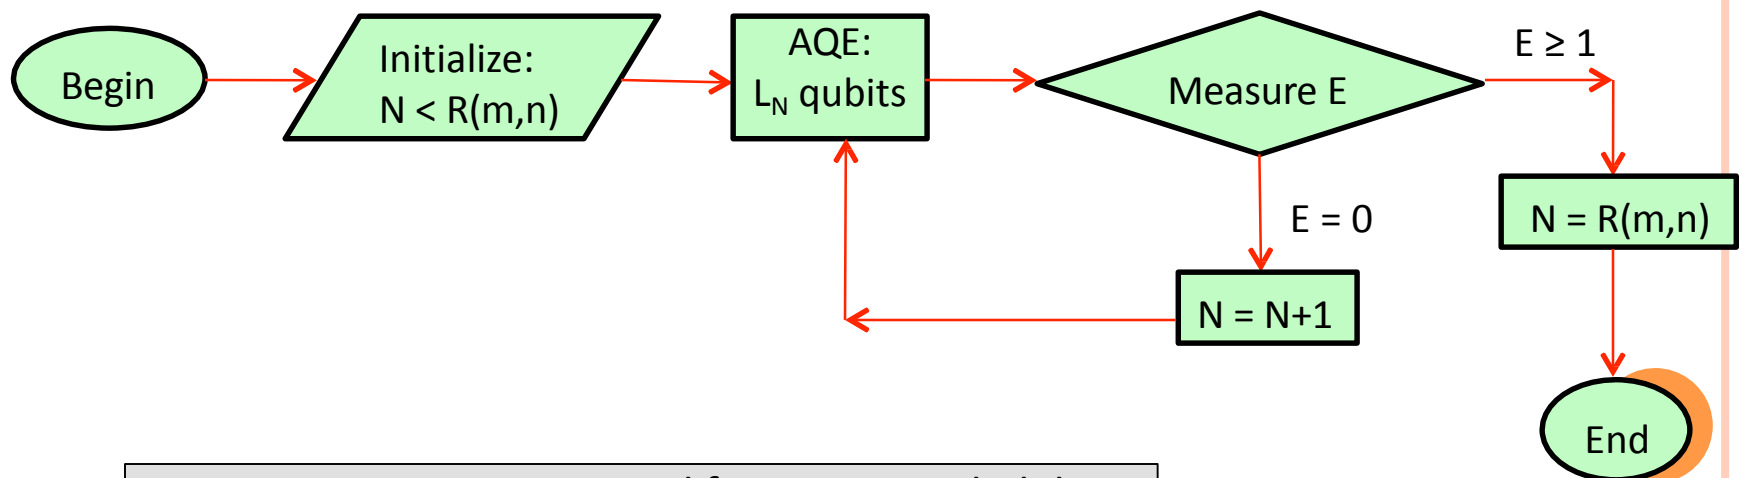 Begin
Initialize:
N < R(m,n)
AQE:
L_N qubits
Measure E
E ≥ 1
E = 0
N = N+1
N = R(m,n)
End